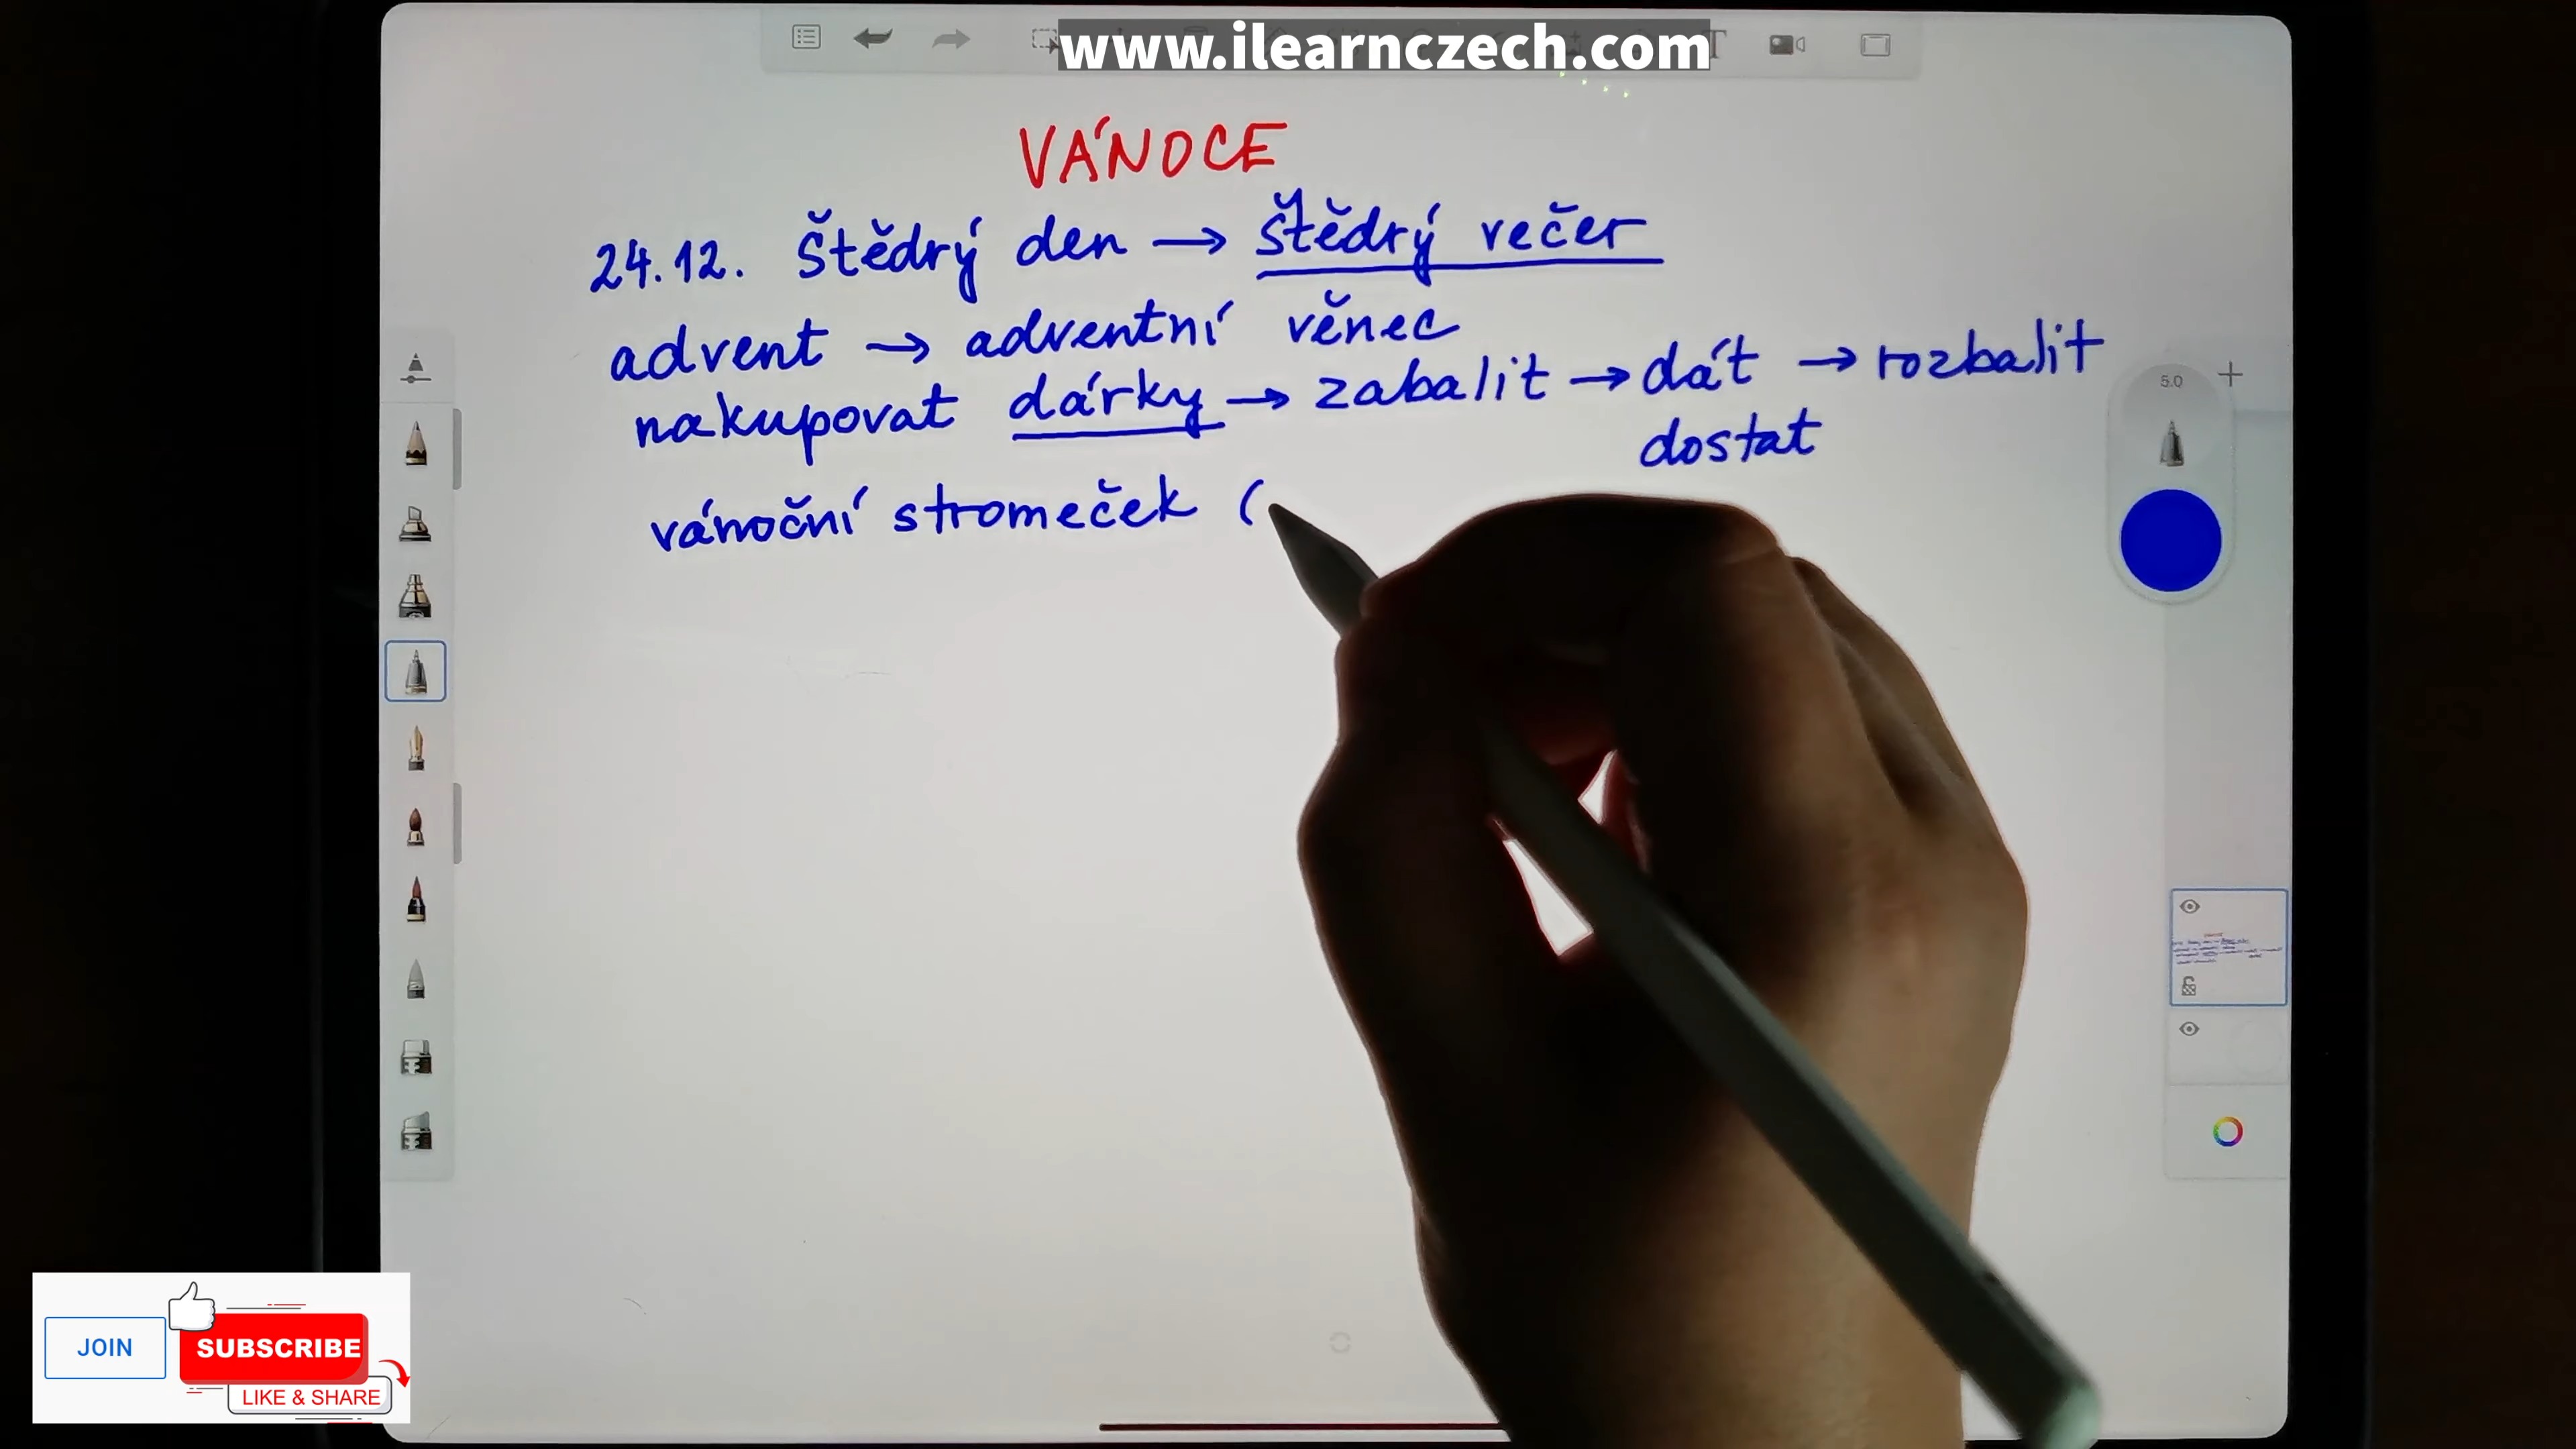 www.ilearnczech.com
T
VÁNOCE
24.12. Štědrý den → štědrý večer
advent → adventní věnec
nakupovat dárky → zabalit → dát → rozbalit
dostat
vánoční stromeček (
5.0
JOIN
SUBSCRIBE
LIKE & SHARE